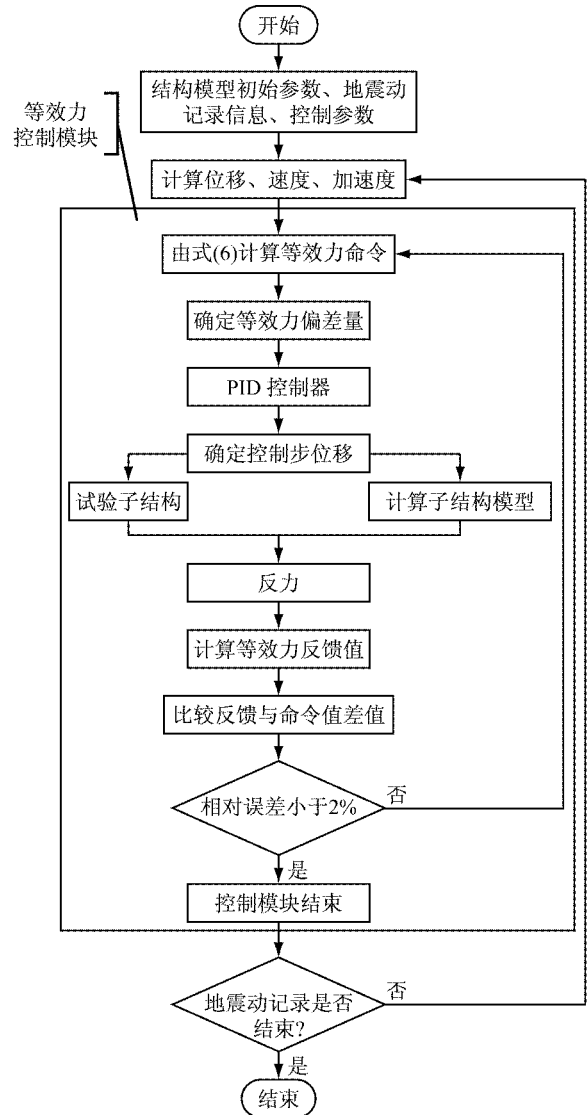 开始
结构模型初始参数、地震动
记录信息、控制参数
等效力
控制模块
计算位移、速度、加速度
由式(6)计算等效力命令
确定等效力偏差量
PID 控制器
确定控制步位移
试验子结构
计算子结构模型
反力
计算等效力反馈值
比较反馈与命令值差值
相对误差小于2%
否
是
控制模块结束
地震动记录是否
结束?
否
是
结束